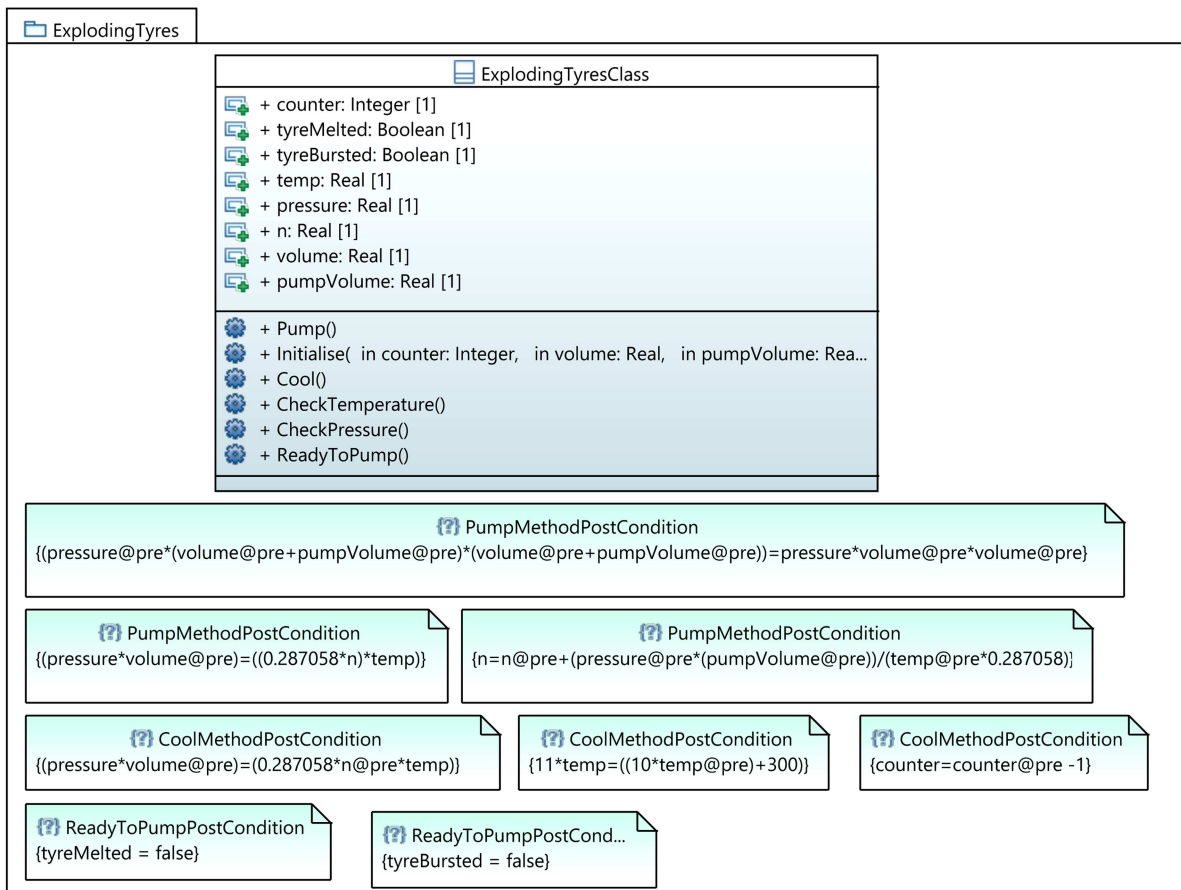 ExplodingTyres
ExplodingTyresClass
+ counter: Integer [1]
+ tyreMelted: Boolean [1]
+ tyreBursted: Boolean [1]
+ temp: Real [1]
+ pressure: Real [1]
+ n: Real [1]
+ volume: Real [1]
+ pumpVolume: Real [1]
+ Pump()
+ Initialise( in counter: Integer, in volume: Real, in pumpVolume: Rea...
+ Cool()
+ CheckTemperature()
+ CheckPressure()
+ ReadyToPump()
{?} PumpMethodPostCondition
{(pressure@pre*(volume@pre+pumpVolume@pre)*(volume@pre+pumpVolume@pre))=pressure*volume@pre*volume@pre}
{?} PumpMethodPostCondition
{(pressure*volume@pre)=((0.287058*n)*temp)}
{?} PumpMethodPostCondition
{n=n@pre+(pressure@pre*(pumpVolume@pre))/(temp@pre*0.287058)}
{?} CoolMethodPostCondition
{(pressure*volume@pre)=(0.287058*n@pre*temp)}
{?} CoolMethodPostCondition
{11*temp=((10*temp@pre)+300)}
{?} CoolMethodPostCondition
{counter=counter@pre -1}
{?} ReadyToPumpPostCondition
{tyreMelted = false}
{?} ReadyToPumpPostCond...
{tyreBursted = false}